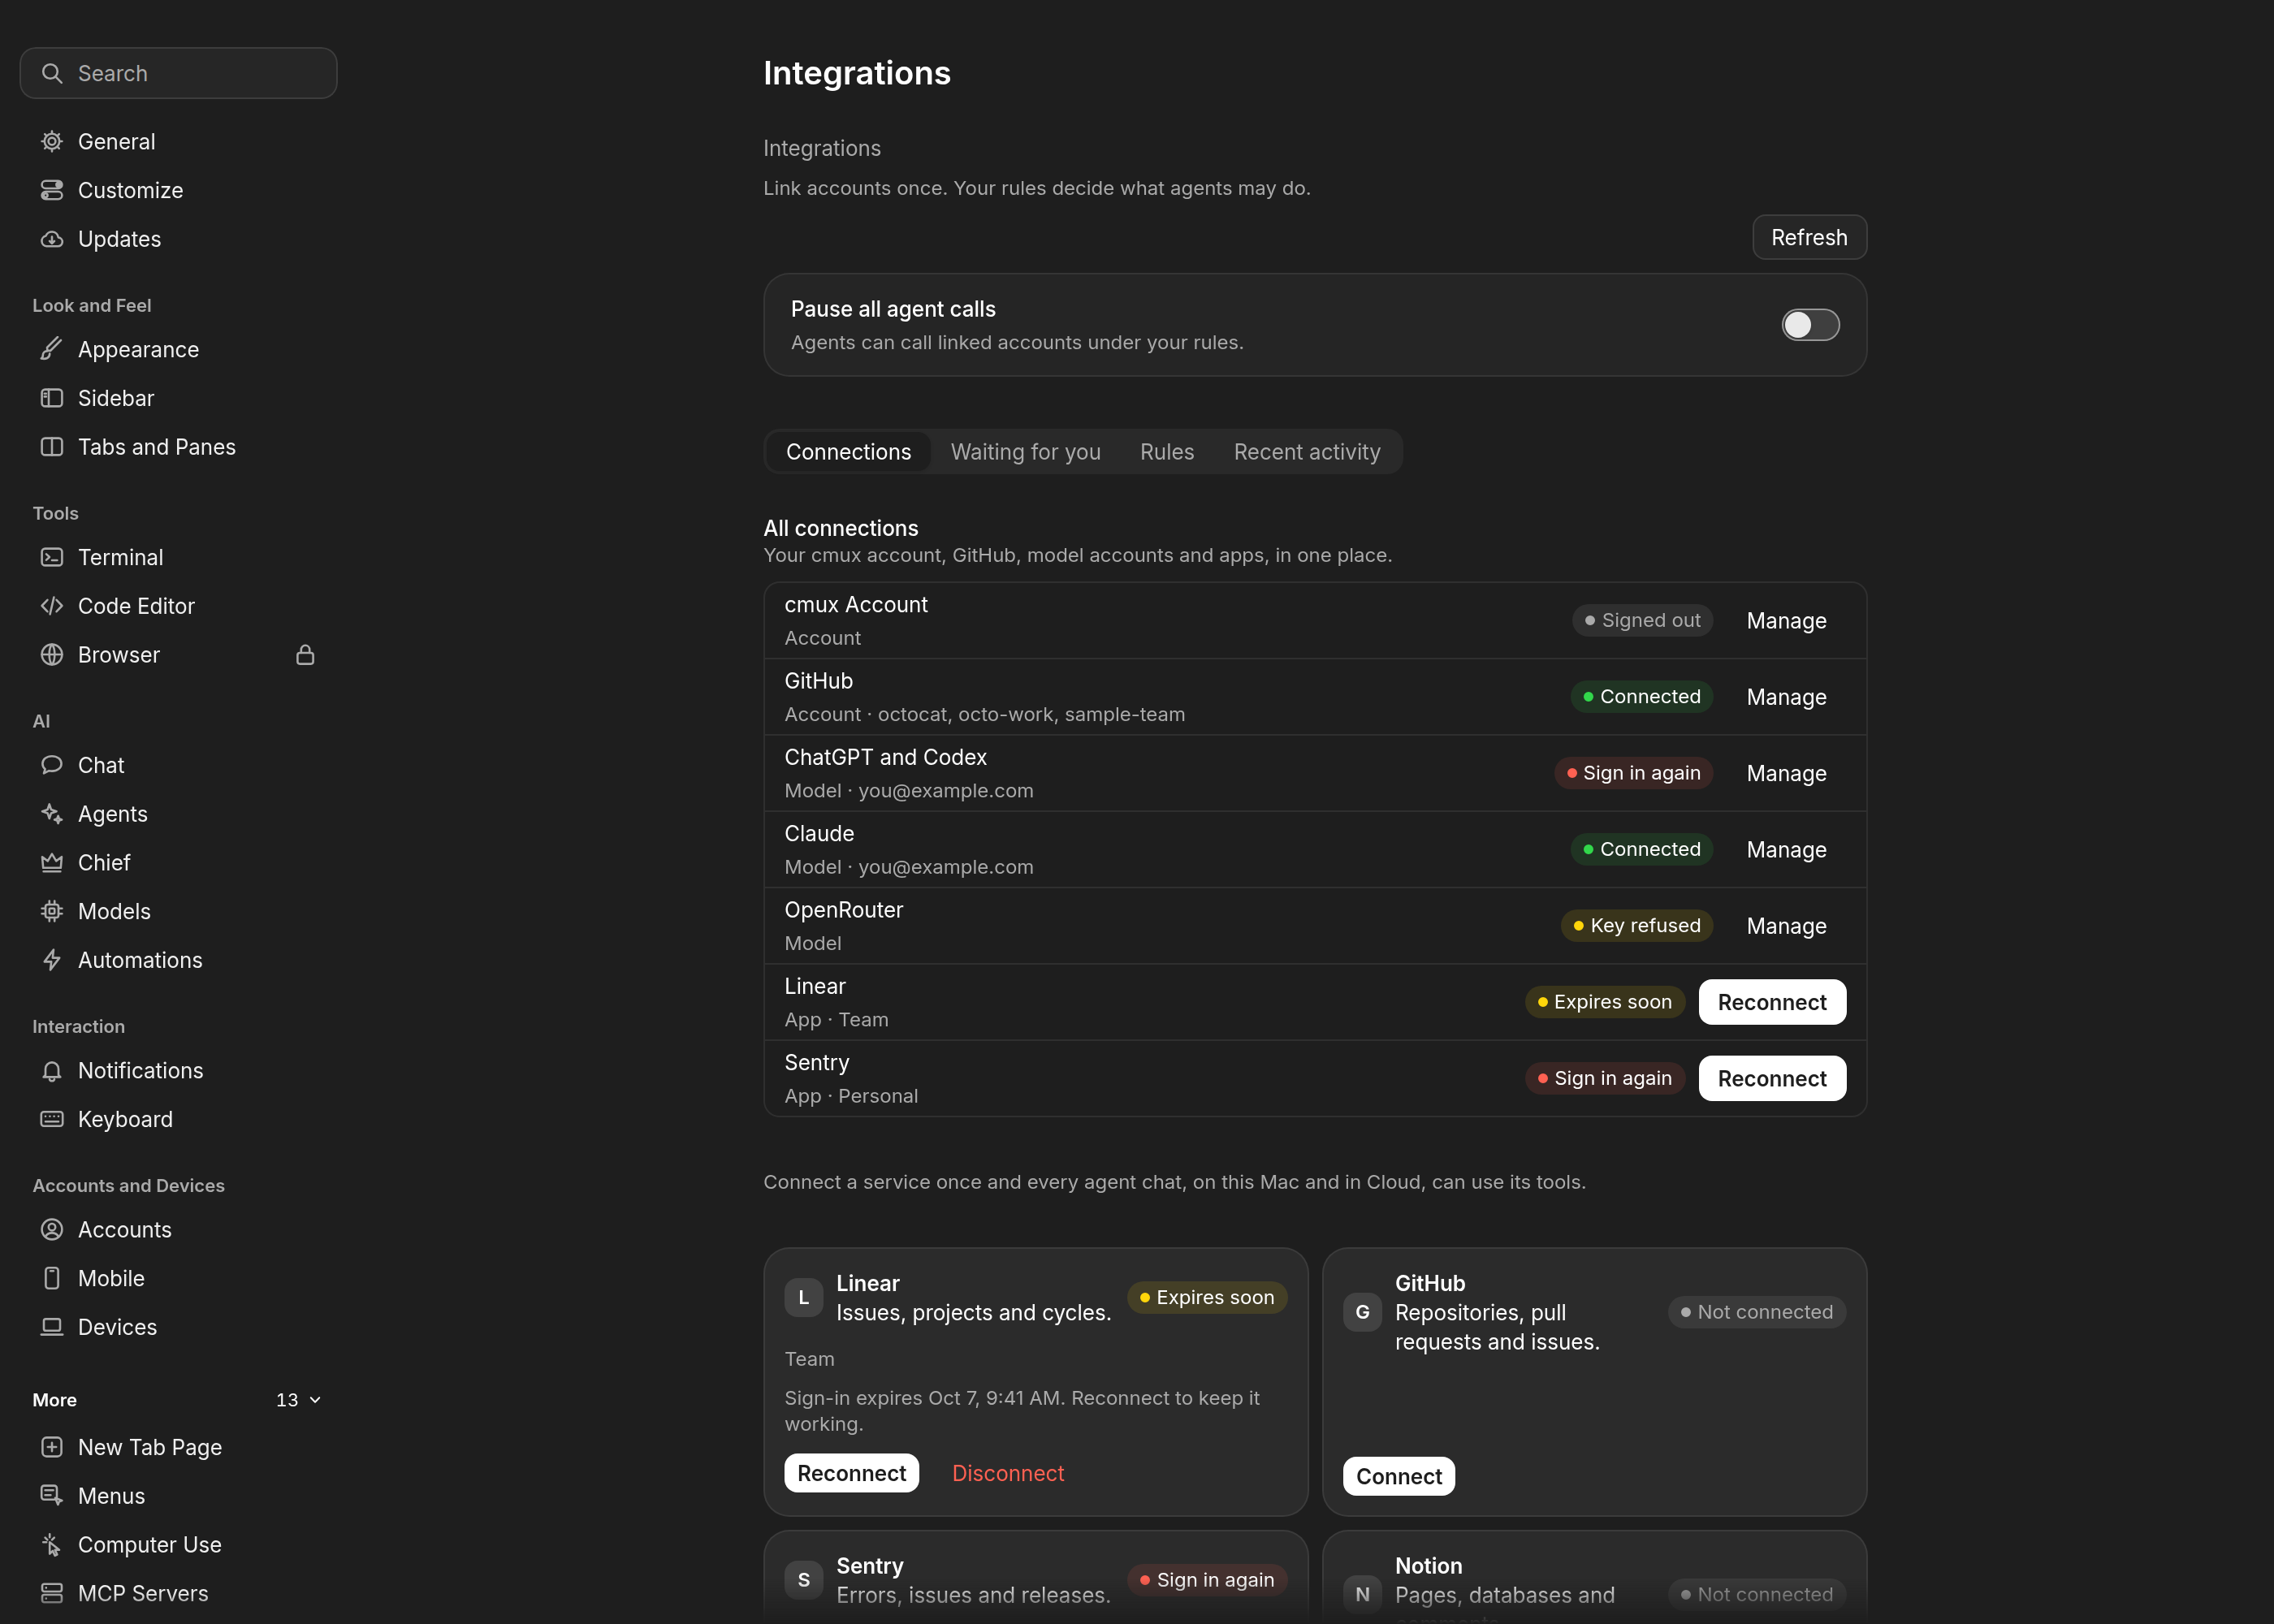 Search
General
Customize
Updates
Look and Feel
Appearance
Sidebar
Tabs and Panes
Tools
Terminal
Code Editor
Browser
AI
Chat
Agents
Chief
Models
Automations
Interaction
Notifications
Keyboard
Accounts and Devices
Accounts
Mobile
Devices
More 13
New Tab Page
Menus
Computer Use
MCP Servers
Integrations
Integrations
Link accounts once. Your rules decide what agents may do.
Refresh
Pause all agent calls
Agents can call linked accounts under your rules.
Connections Waiting for you Rules Recent activity
All connections
Your cmux account, GitHub, model accounts and apps, in one place.
cmux Account
Account
Signed out Manage
GitHub
Account · octocat, octo-work, sample-team
Connected Manage
ChatGPT and Codex
Model · you@example.com
Sign in again Manage
Claude
Model · you@example.com
Connected Manage
OpenRouter
Model
Key refused Manage
Linear
App · Team
Expires soon Reconnect
Sentry
App · Personal
Sign in again Reconnect
Connect a service once and every agent chat, on this Mac and in Cloud, can use its tools.
L
Linear
Issues, projects and cycles.
Expires soon
Team
Sign-in expires Oct 7, 9:41 AM. Reconnect to keep it
working.
Reconnect Disconnect
G
GitHub
Repositories, pull
requests and issues.
Not connected
Connect
S
Sentry
Errors, issues and releases.
Sign in again
N
Notion
Pages, databases and
Not connected